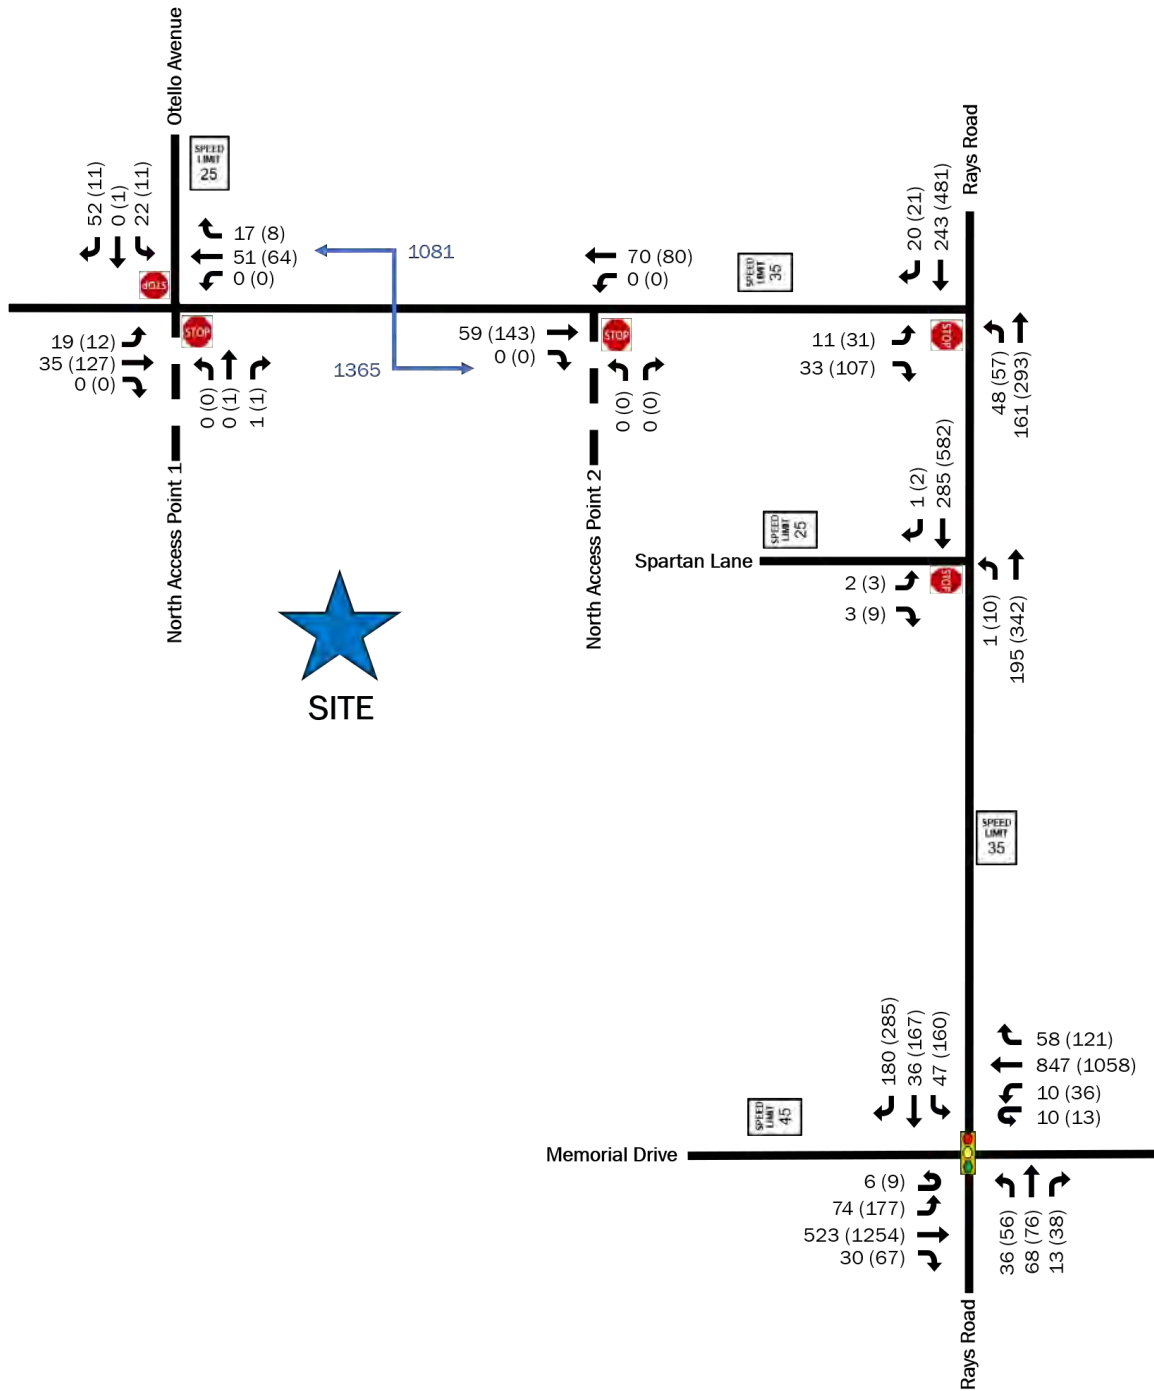 Otello Avenue
SPEED
LIMIT
25
52 (11)
0 (1)
22 (11)
17 (8)
51 (64)
0 (0)
STOP
1081
70 (80)
0 (0)
SPEED
LIMIT
35
Rays Road
20 (21)
243 (481)
19 (12)
35 (127)
0 (0)
STOP
0 (0)
0 (1)
1 (1)
1365
59 (143)
0 (0)
STOP
0 (0)
0 (0)
11 (31)
33 (107)
STOP
48 (57)
161 (293)
North Access Point 1
North Access Point 2
1 (2)
285 (582)
SPEED
LIMIT
25
Spartan Lane
2 (3)
3 (9)
STOP
1 (10)
195 (342)
SITE
SPEED
LIMIT
35
180 (285)
36 (167)
47 (160)
58 (121)
847 (1058)
10 (36)
10 (13)
SPEED
LIMIT
45
Memorial Drive
6 (9)
74 (177)
523 (1254)
30 (67)
36 (56)
68 (76)
13 (38)
Rays Road